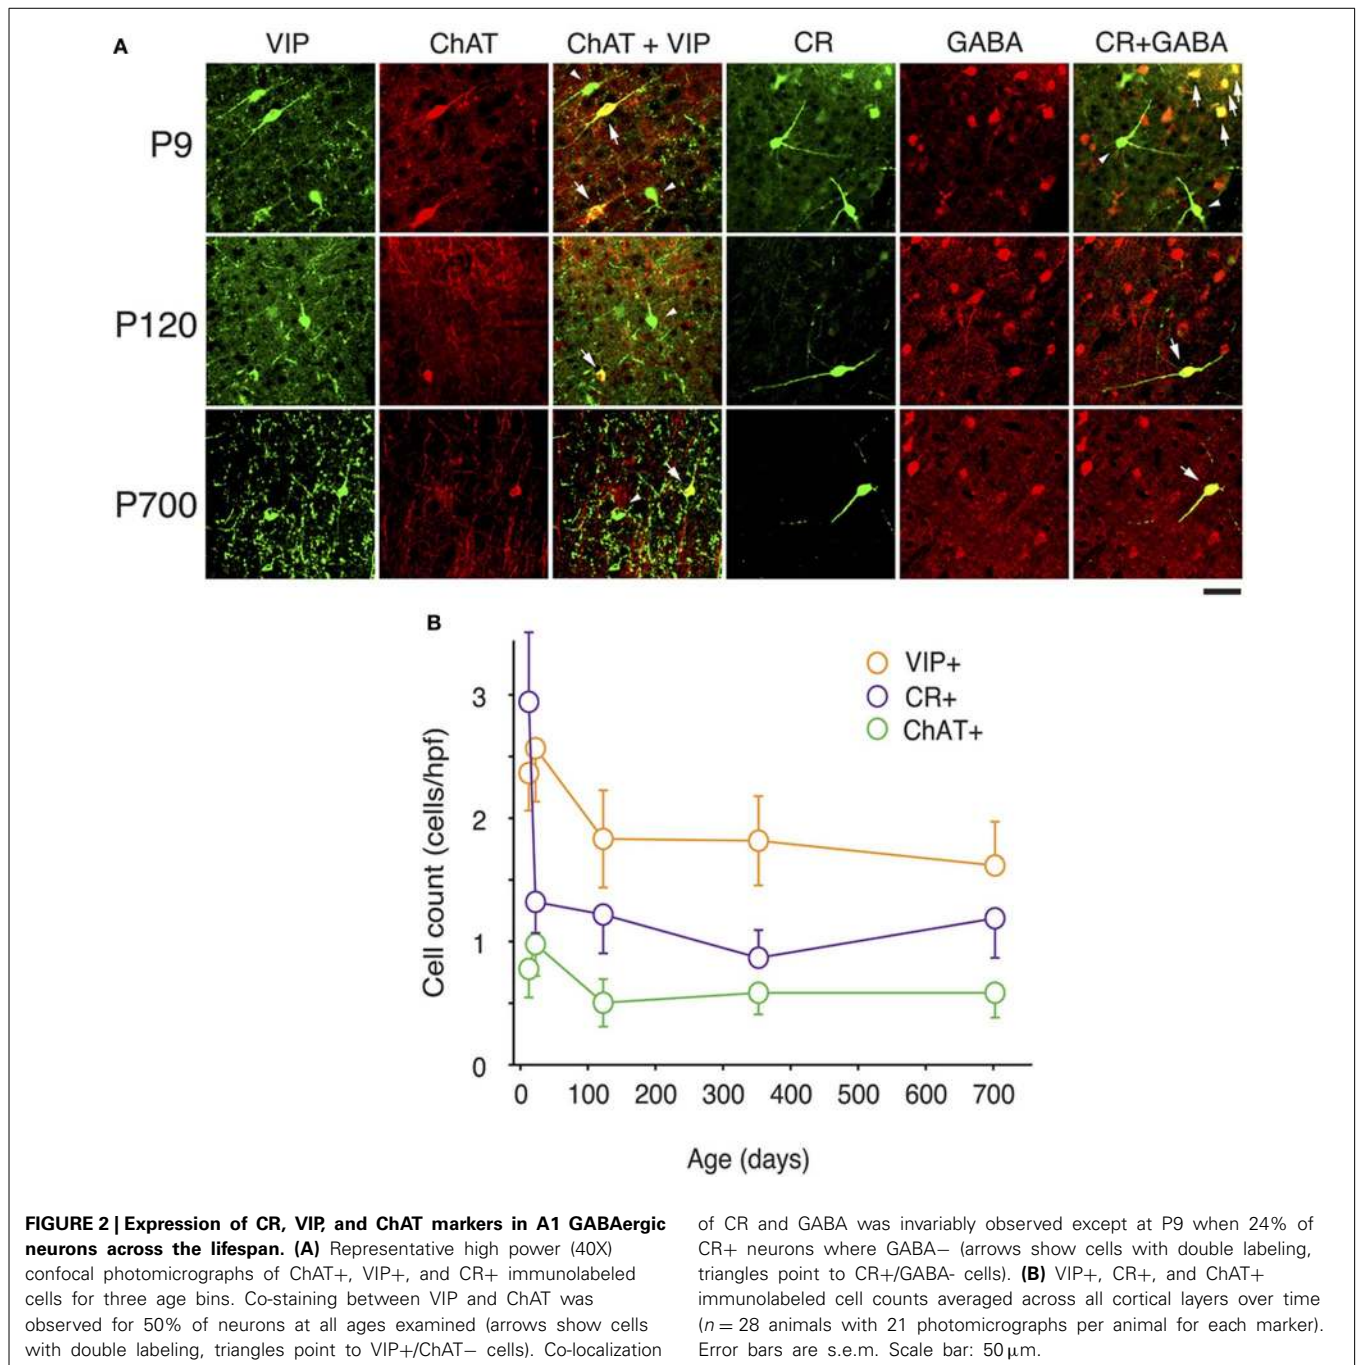 A
VIP ChAT ChAT + VIP CR GABA CR+GABA
P9
P120
P700
B
VIP+
CR+
ChAT+
Cell count (cells/hpf)
3
2
1
0
0 100 200 300 400 500 600 700
Age (days)
FIGURE 2 | Expression of CR, VIP, and ChAT markers in A1 GABAergic
neurons across the lifespan. (A) Representative high power (40X)
confocal photomicrographs of ChAT+, VIP+, and CR+ immunolabeled
cells for three age bins. Co-staining between VIP and ChAT was
observed for 50% of neurons at all ages examined (arrows show cells
with double labeling, triangles point to VIP+/ChAT− cells). Co-localization
of CR and GABA was invariably observed except at P9 when 24% of
CR+ neurons where GABA− (arrows show cells with double labeling,
triangles point to CR+/GABA- cells). (B) VIP+, CR+, and ChAT+
immunolabeled cell counts averaged across all cortical layers over time
(n = 28 animals with 21 photomicrographs per animal for each marker).
Error bars are s.e.m. Scale bar: 50 μm.